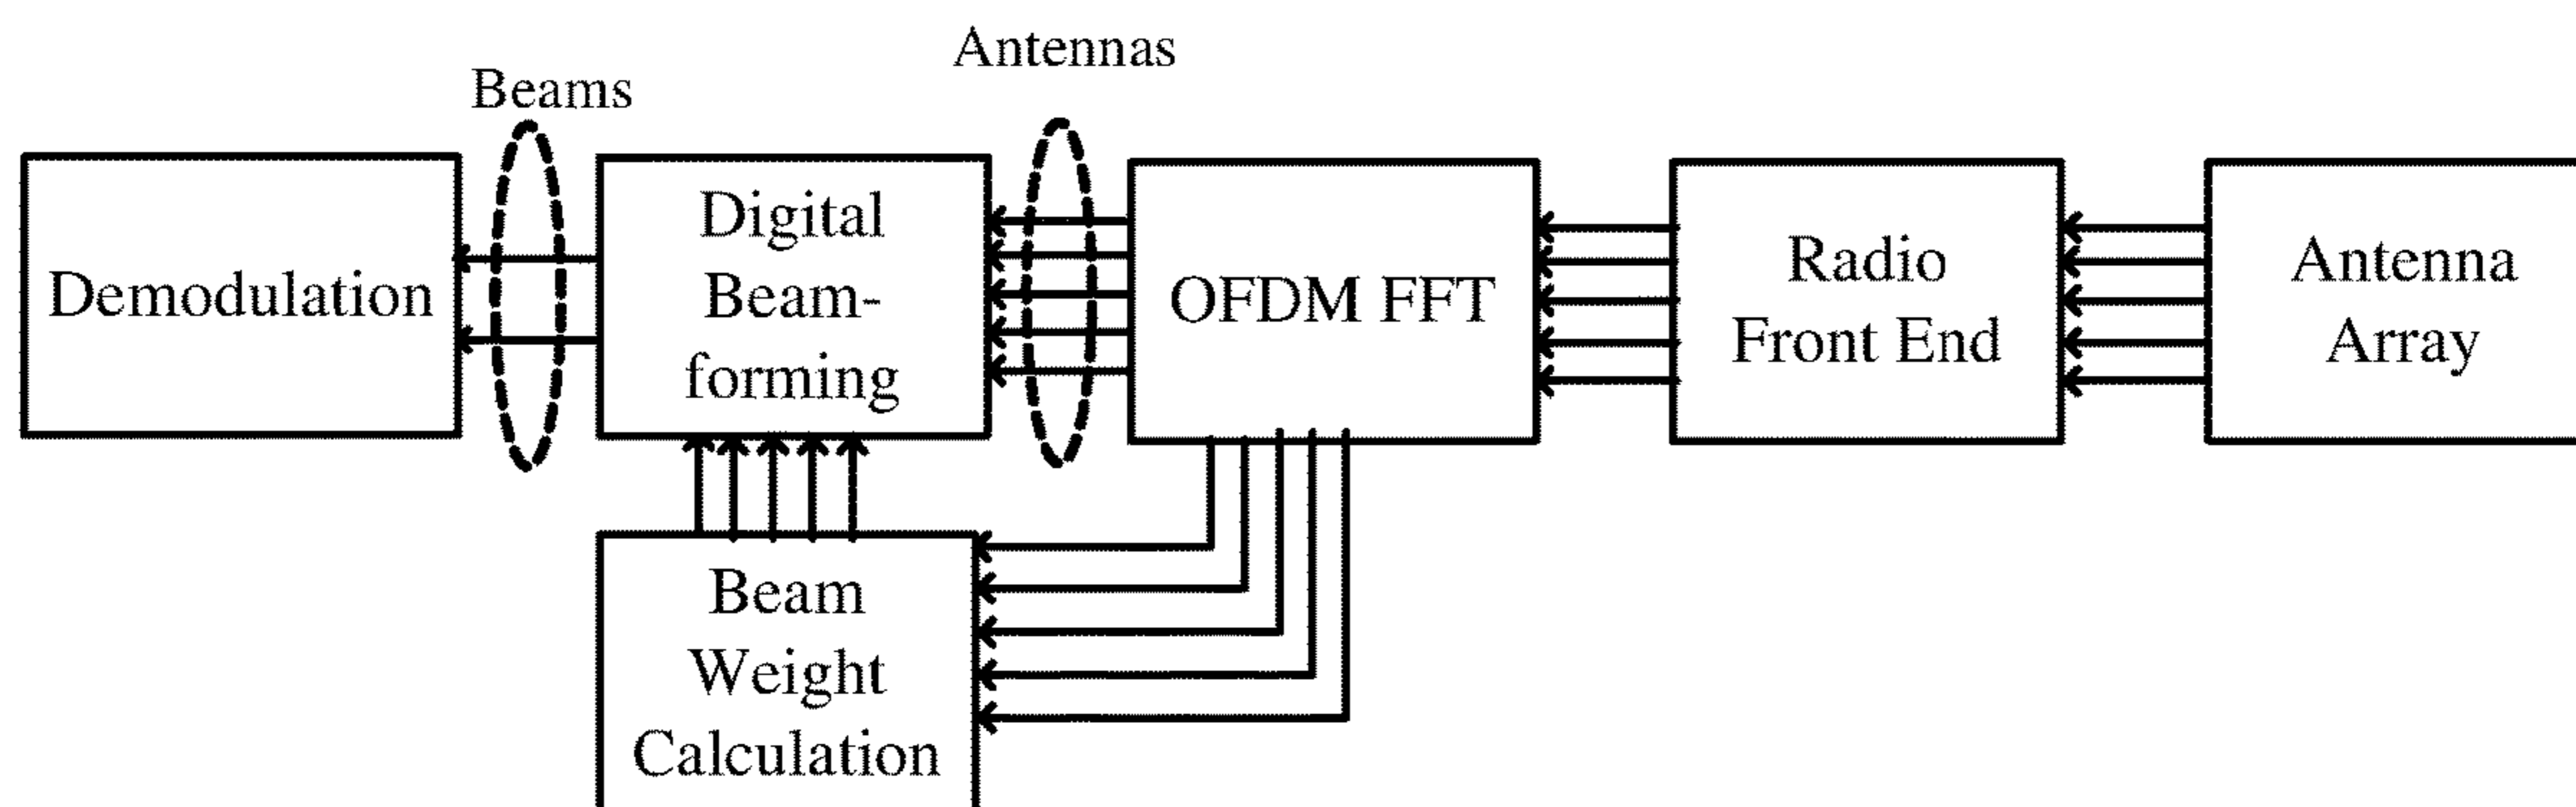 Antennas
Beams
Demodulation
Digital
Beam-
forming
OFDM FFT
Radio
Front End
Antenna
Array
Beam
Weight
Calculation